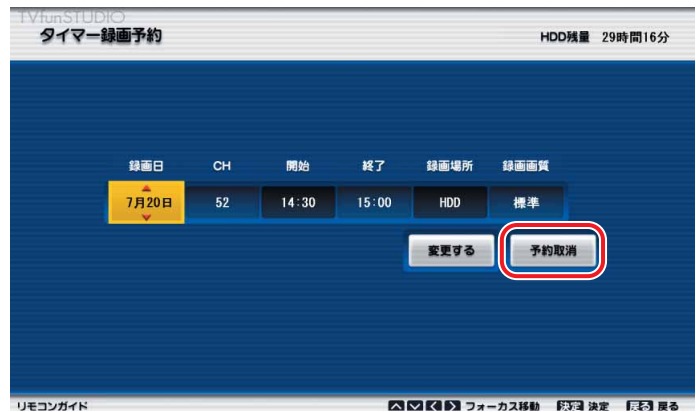 TVfunSTUDIO
タイマー録画予約
HDD残量 29時間16分
録画日 CH 開始 終了 録画場所 録画画質
7月20日 52 14:30 15:00 HDD 標準
変更する 予約取消
リモコンガイド フォーカス移動 決定 決定 戻る 戻る